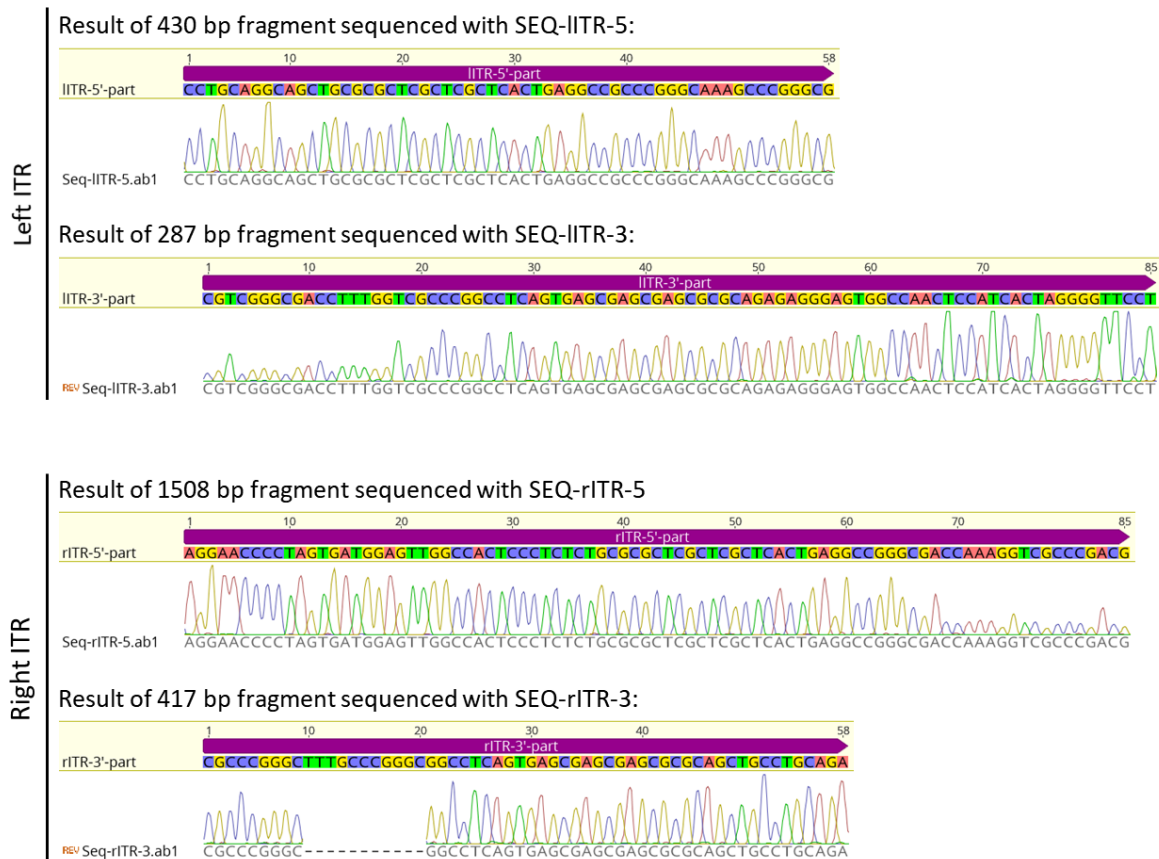 Left ITR
Result of 430 bp fragment sequenced with SEQ-lITR-5:
1 10 20 30 40 58
lITR-5'-part
lITR-5'-part CCTGCAGGCAGCTGCGCGCTCGCTCGCTCACTGAGGCCGCCCGGGCAAAGCCCGGGCG
Seq-lITR-5.ab1 CCTGCAGGCAGCTGCGCGCTCGCTCGCTCACTGAGGCCGCCCGGGCAAAGCCCGGGCG
Result of 287 bp fragment sequenced with SEQ-lITR-3:
1 10 20 30 40 50 60 70 85
lITR-3'-part
lITR-3'-part CGTCGGGCGACCTTTGGTCGCCCGGCCTCAGTGAGCGAGCGAGCGCGCAGAGAGGGAGTGGCCAACTCCATCACTAGGGGTTCCT
REV Seq-lITR-3.ab1 CGTCGGGCGACCTTTGGTCGCCCGGCCTCAGTGAGCGAGCGAGCGCGCAGAGAGGGAGTGGCCAACTCCATCACTAGGGGTTCCT
Right ITR
Result of 1508 bp fragment sequenced with SEQ-rITR-5
1 10 20 30 40 50 60 70 85
rITR-5'-part
rITR-5'-part AGGAACCCCTAGTGATGGAGTTGGCCACTCCCTCTCTGCGCGCTCGCTCGCTCACTGAGGCCGGGCGACCAAAGGTCGCCCGACG
Seq-rITR-5.ab1 AGGAACCCCTAGTGATGGAGTTGGCCACTCCCTCTCTGCGCGCTCGCTCGCTCACTGAGGCCGGGCGACCAAAGGTCGCCCGACG
Result of 417 bp fragment sequenced with SEQ-rITR-3:
1 10 20 30 40 58
rITR-3'-part
rITR-3'-part CGCCCGGGCTTTGCCCGGGCGGCCTCAGTGAGCGAGCGAGCGCGCAGCTGCCTGCAGA
REV Seq-rITR-3.ab1 CGCCCGGGC-----------GGCCTCAGTGAGCGAGCGAGCGCGCAGCTGCCTGCAGA